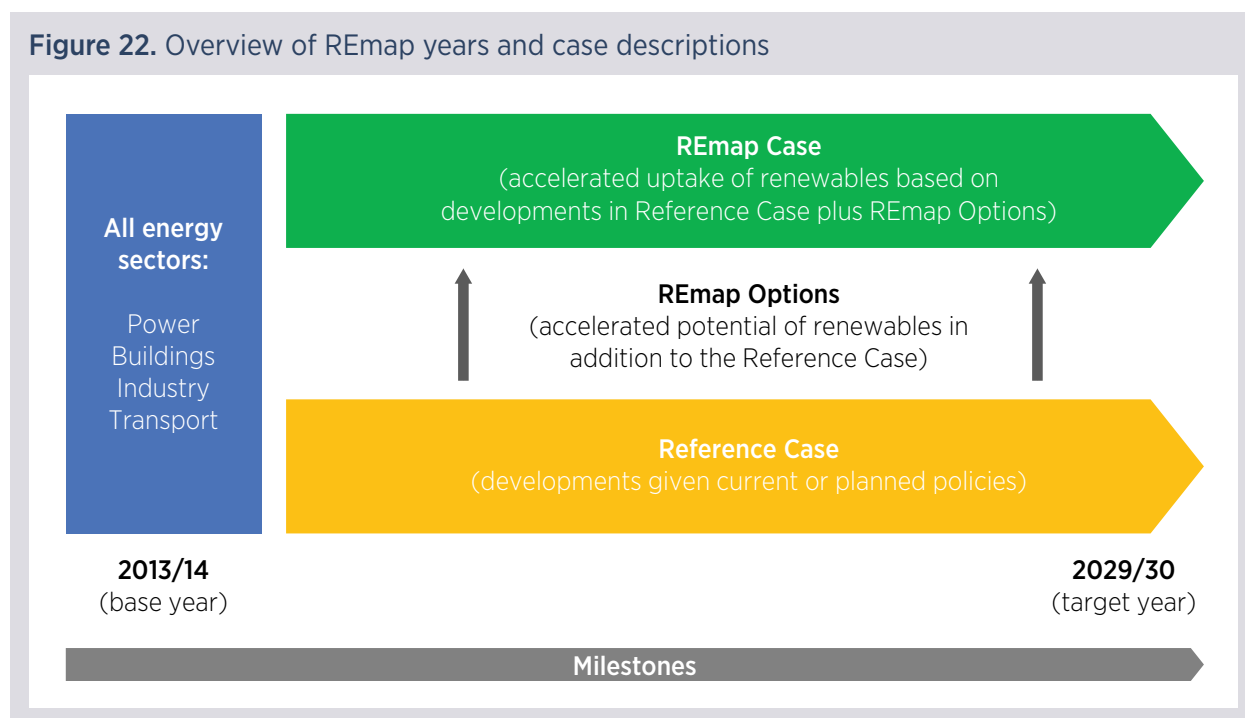 Figure 22. Overview of REmap years and case descriptions
All energy
sectors:
Power
Buildings
Industry
Transport
REmap Case
(accelerated uptake of renewables based on
developments in Reference Case plus REmap Options)
REmap Options
(accelerated potential of renewables in
addition to the Reference Case)
Reference Case
(developments given current or planned policies)
2013/14
(base year)
2029/30
(target year)
Milestones